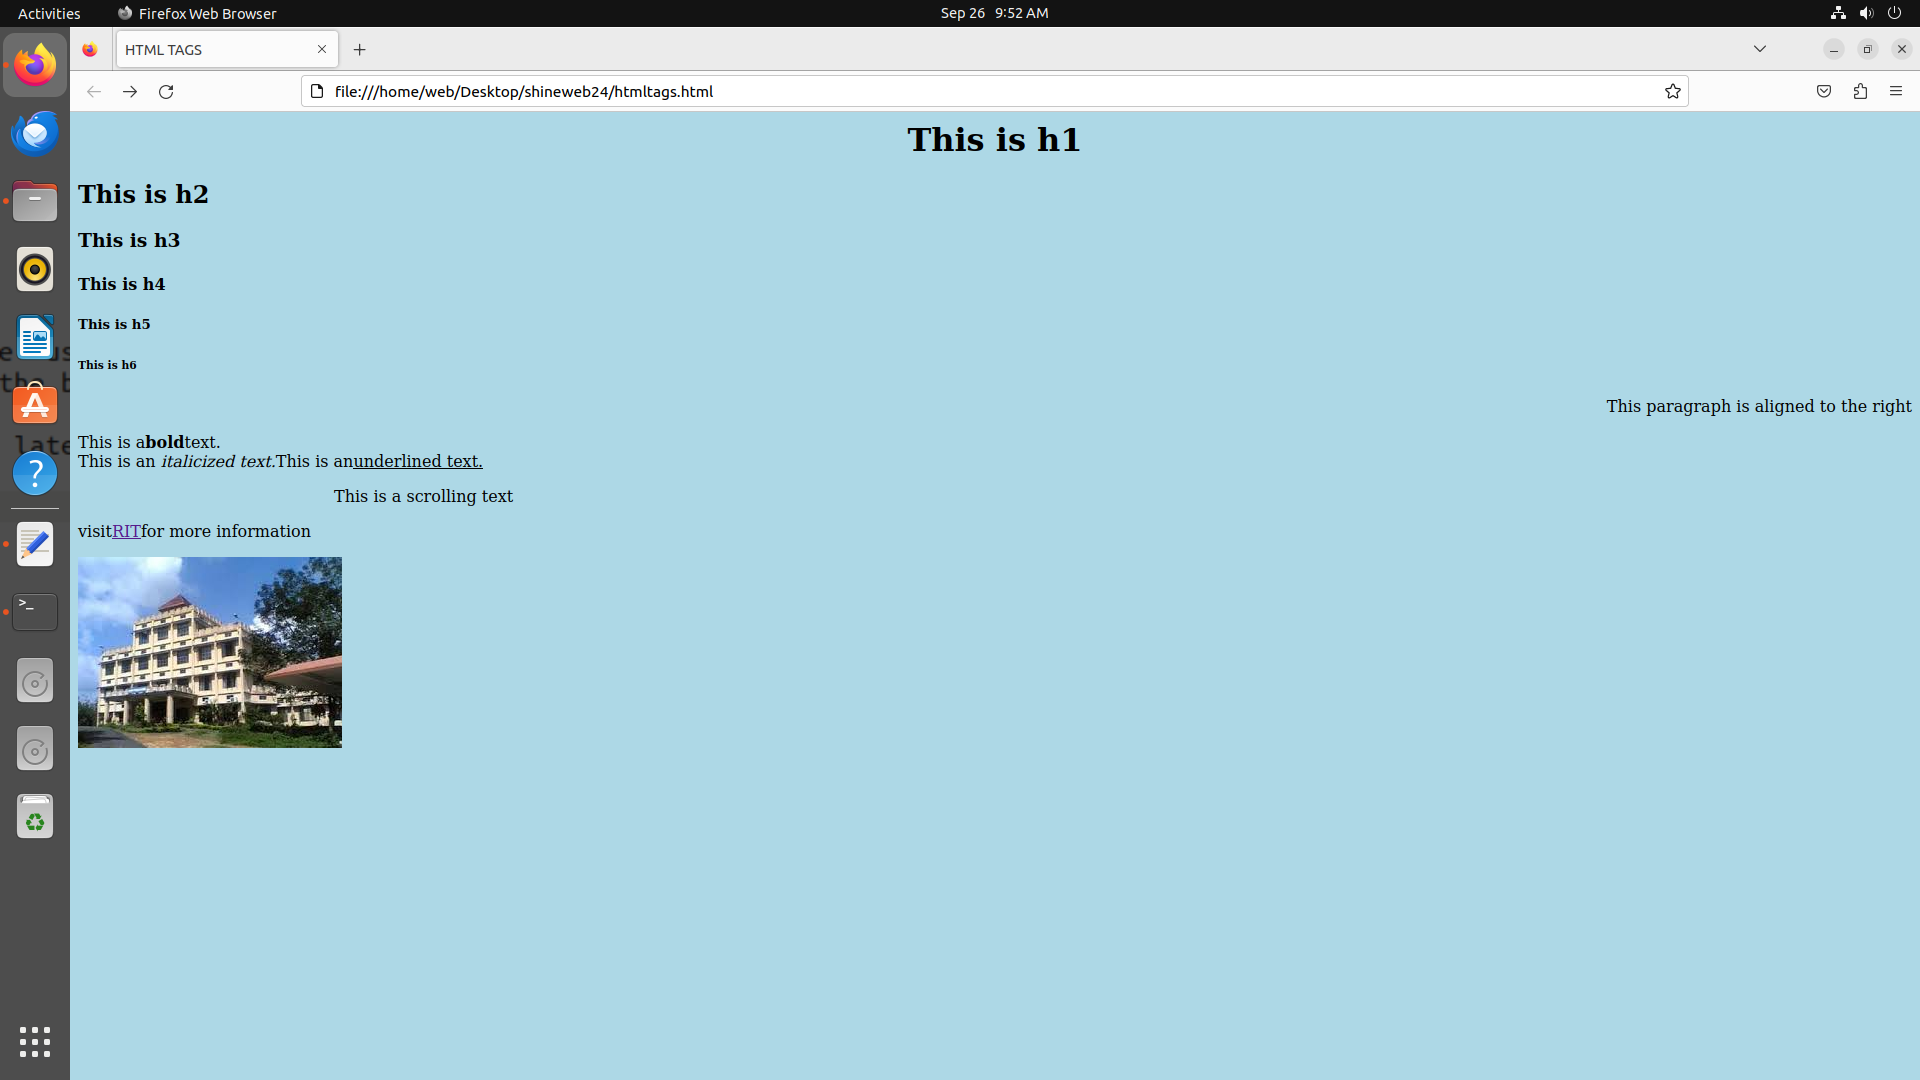 Activities
Firefox Web Browser
Sep 26 9:52 AM
HTML TAGS
file:///home/web/Desktop/shineweb24/htmltags.html
This is h1
This is h2
This is h3
This is h4
This is h5
This is h6
This paragraph is aligned to the right
This is aboldtext.
This is an italicized text.This is anunderlined text.
This is a scrolling text
visitRITfor more information
the b
late